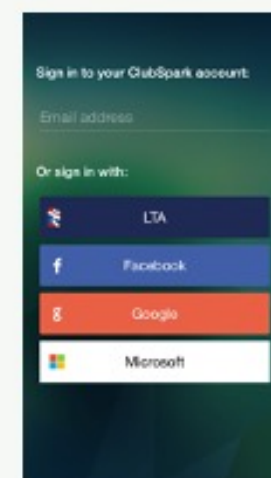 Sign in to your ClubSpark account:
Email address
Or sign in with:
LTA
f Facebook
g Google
Microsoft